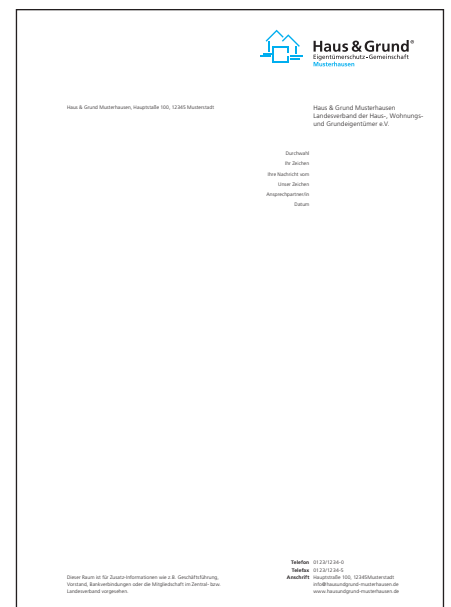 Haus & Grund®
Eigentümerschutz-Gemeinschaft
Musterhausen
Haus & Grund Musterhausen, Hauptstraße 100, 12345 Musterstadt
Haus & Grund Musterhausen
Landesverband der Haus-, Wohnungs-
und Grundeigentümer e.V.
Durchwahl
Ihr Zeichen
Ihre Nachricht vom
Unser Zeichen
Ansprechpartner/in
Datum
Telefon 0123/1234-0
Telefax 0123/1234-5
Anschrift Hauptstraße 100, 12345Musterstadt
info@hausundgrund-musterhausen.de
www.hausundgrund-musterhausen.de
Dieser Raum ist für Zusatz-Informationen wie z.B. Geschäftsführung,
Vorstand, Bankverbindungen oder die Mitgliedschaft im Zentral- bzw.
Landesverband vorgesehen.